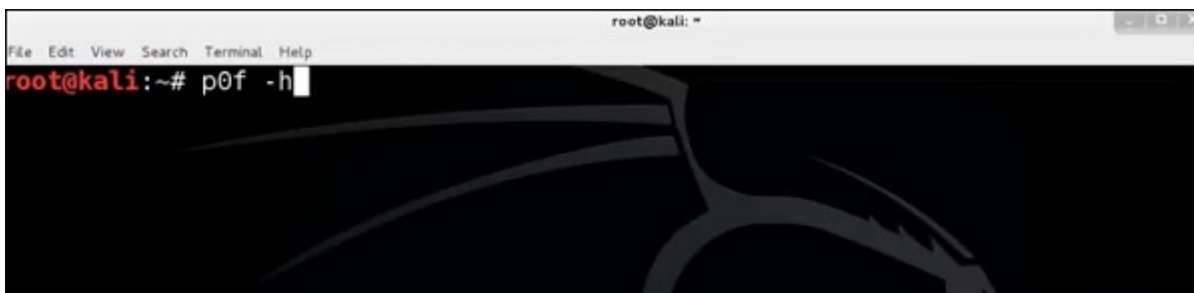 root@kali: ~
File Edit View Search Terminal Help
root@kali:~# p0f -h